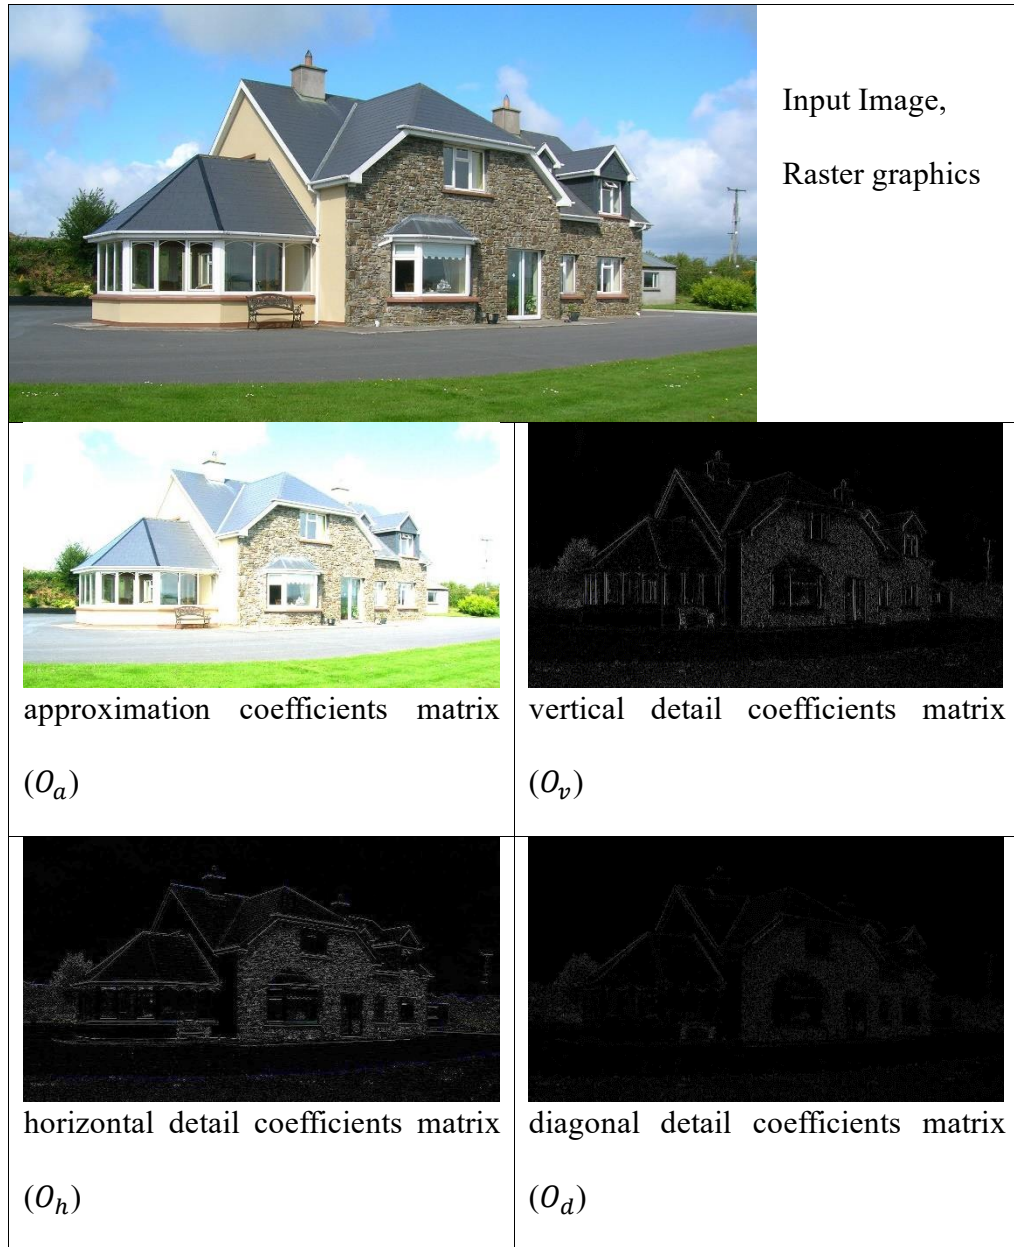 Input Image,
Raster graphics
approximation coefficients matrix
(O_a)
vertical detail coefficients matrix
(O_v)
horizontal detail coefficients matrix
(O_h)
diagonal detail coefficients matrix
(O_d)